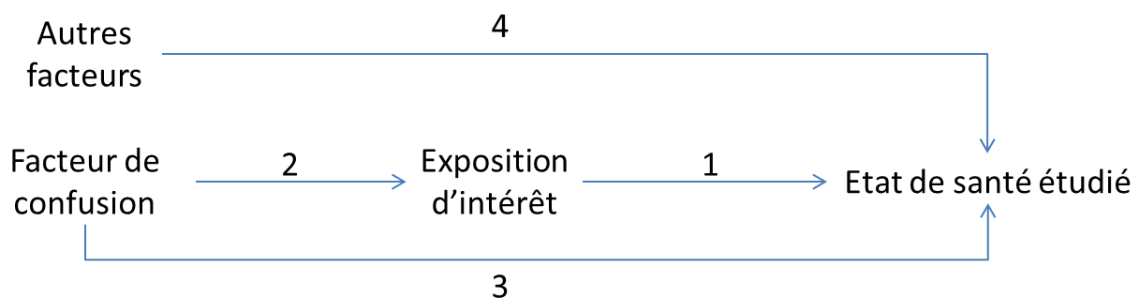 Autres
facteurs
4
Facteur de
confusion
2
Exposition
d'intérêt
1
Etat de santé étudié
3